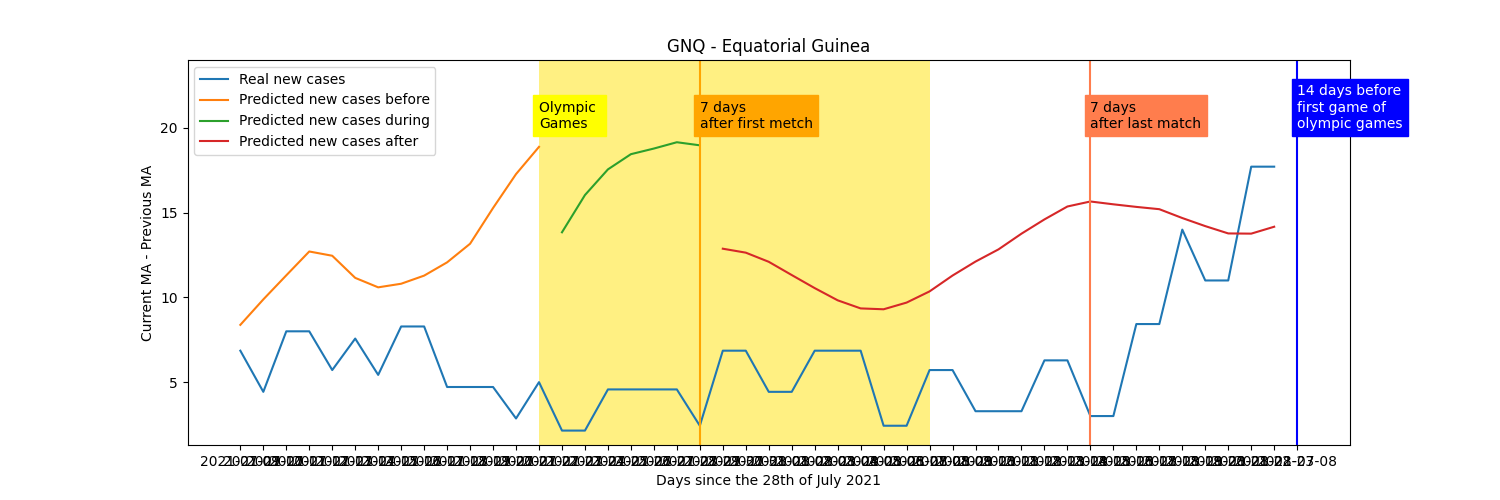 GNQ - Equatorial Guinea
Real new cases
Predicted new cases before
Predicted new cases during
Predicted new cases after
Olympic
Games
7 days
after first metch
7 days
after last match
14 days before
first game of
olympic games
20
15
10
5
Current MA - Previous MA
Days since the 28th of July 2021